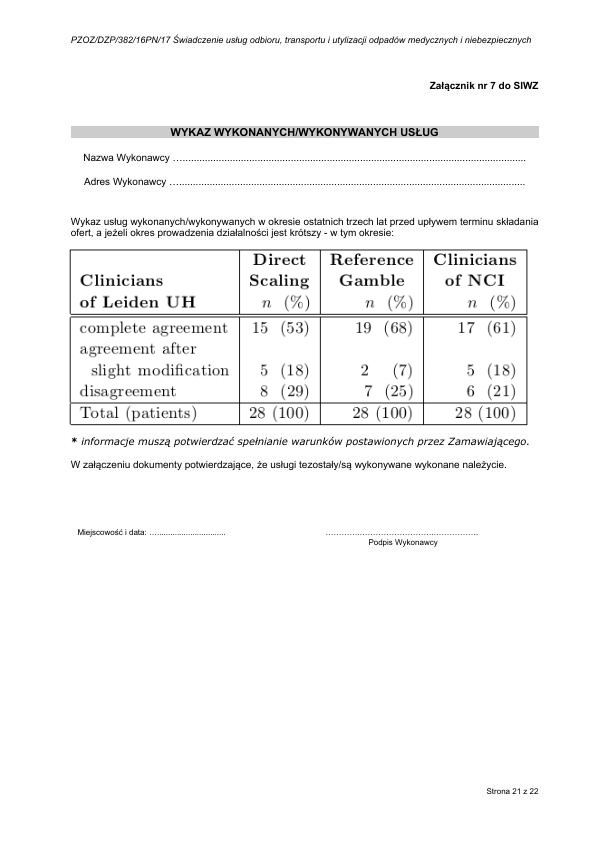 PZOZ/DZP/382/16PN/17 Świadczenie usług odbioru, transportu i utylizacji odpadów medycznych i niebezpiecznych
Załącznik nr 7 do SIWZ
WYKAZ WYKONANYCH/WYKONYWANYCH USŁUG
Nazwa Wykonawcy ….......................................................................................................................
Adres Wykonawcy ….......................................................................................................................
Wykaz usług wykonanych/wykonywanych w okresie ostatnich trzech lat przed upływem terminu składania
ofert, a jeżeli okres prowadzenia działalności jest krótszy - w tym okresie:
Direct Reference Clinicians
Clinicians Scaling Gamble of NCI
of Leiden UH n (%) n (%) n (%)
complete agreement 15 (53) 19 (68) 17 (61)
agreement after
slight modification 5 (18) 2 (7) 5 (18)
disagreement 8 (29) 7 (25) 6 (21)
Total (patients) 28 (100) 28 (100) 28 (100)
* informacje muszą potwierdzać spełnianie warunków postawionych przez Zamawiającego.
W załączeniu dokumenty potwierdzające, że usługi tezostały/są wykonywane wykonane należycie.
Miejscowość i data: ….............................. ……………………………………………..
Podpis Wykonawcy
Strona 21 z 22